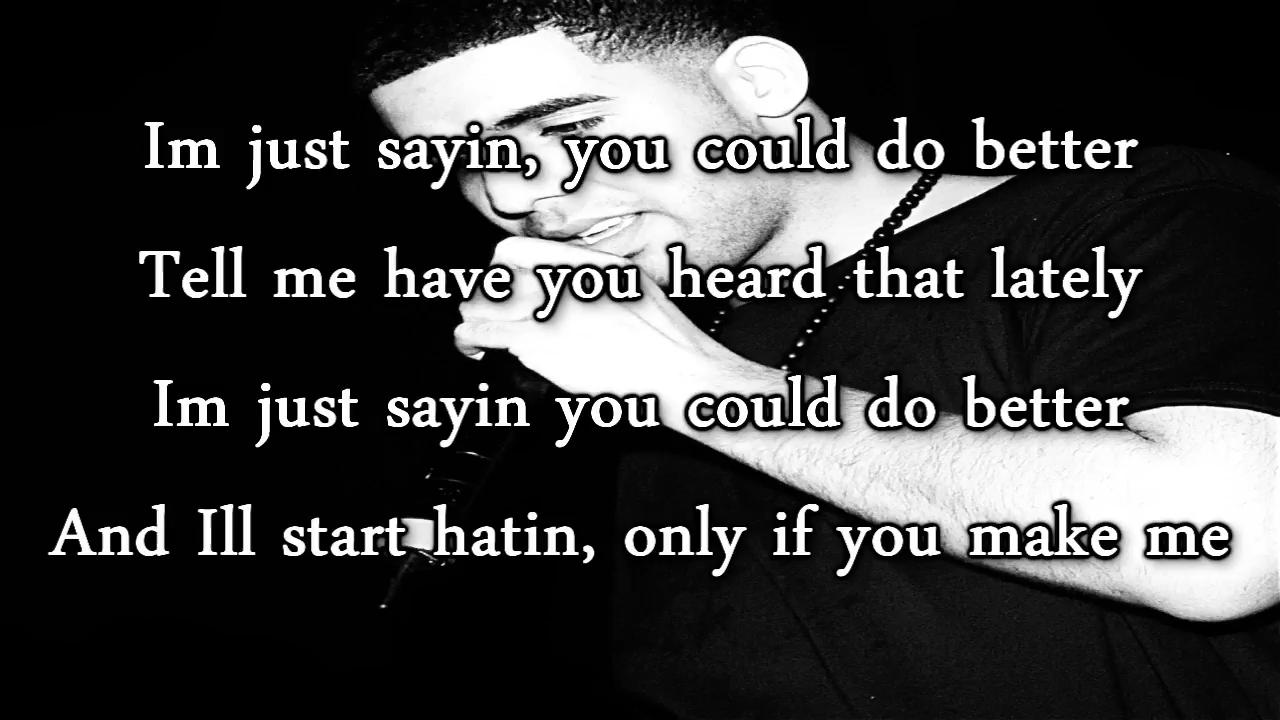 Im just sayin, you could do better
Tell me have you heard that lately
Im just sayin you could do better
And Ill start hatin, only if you make me